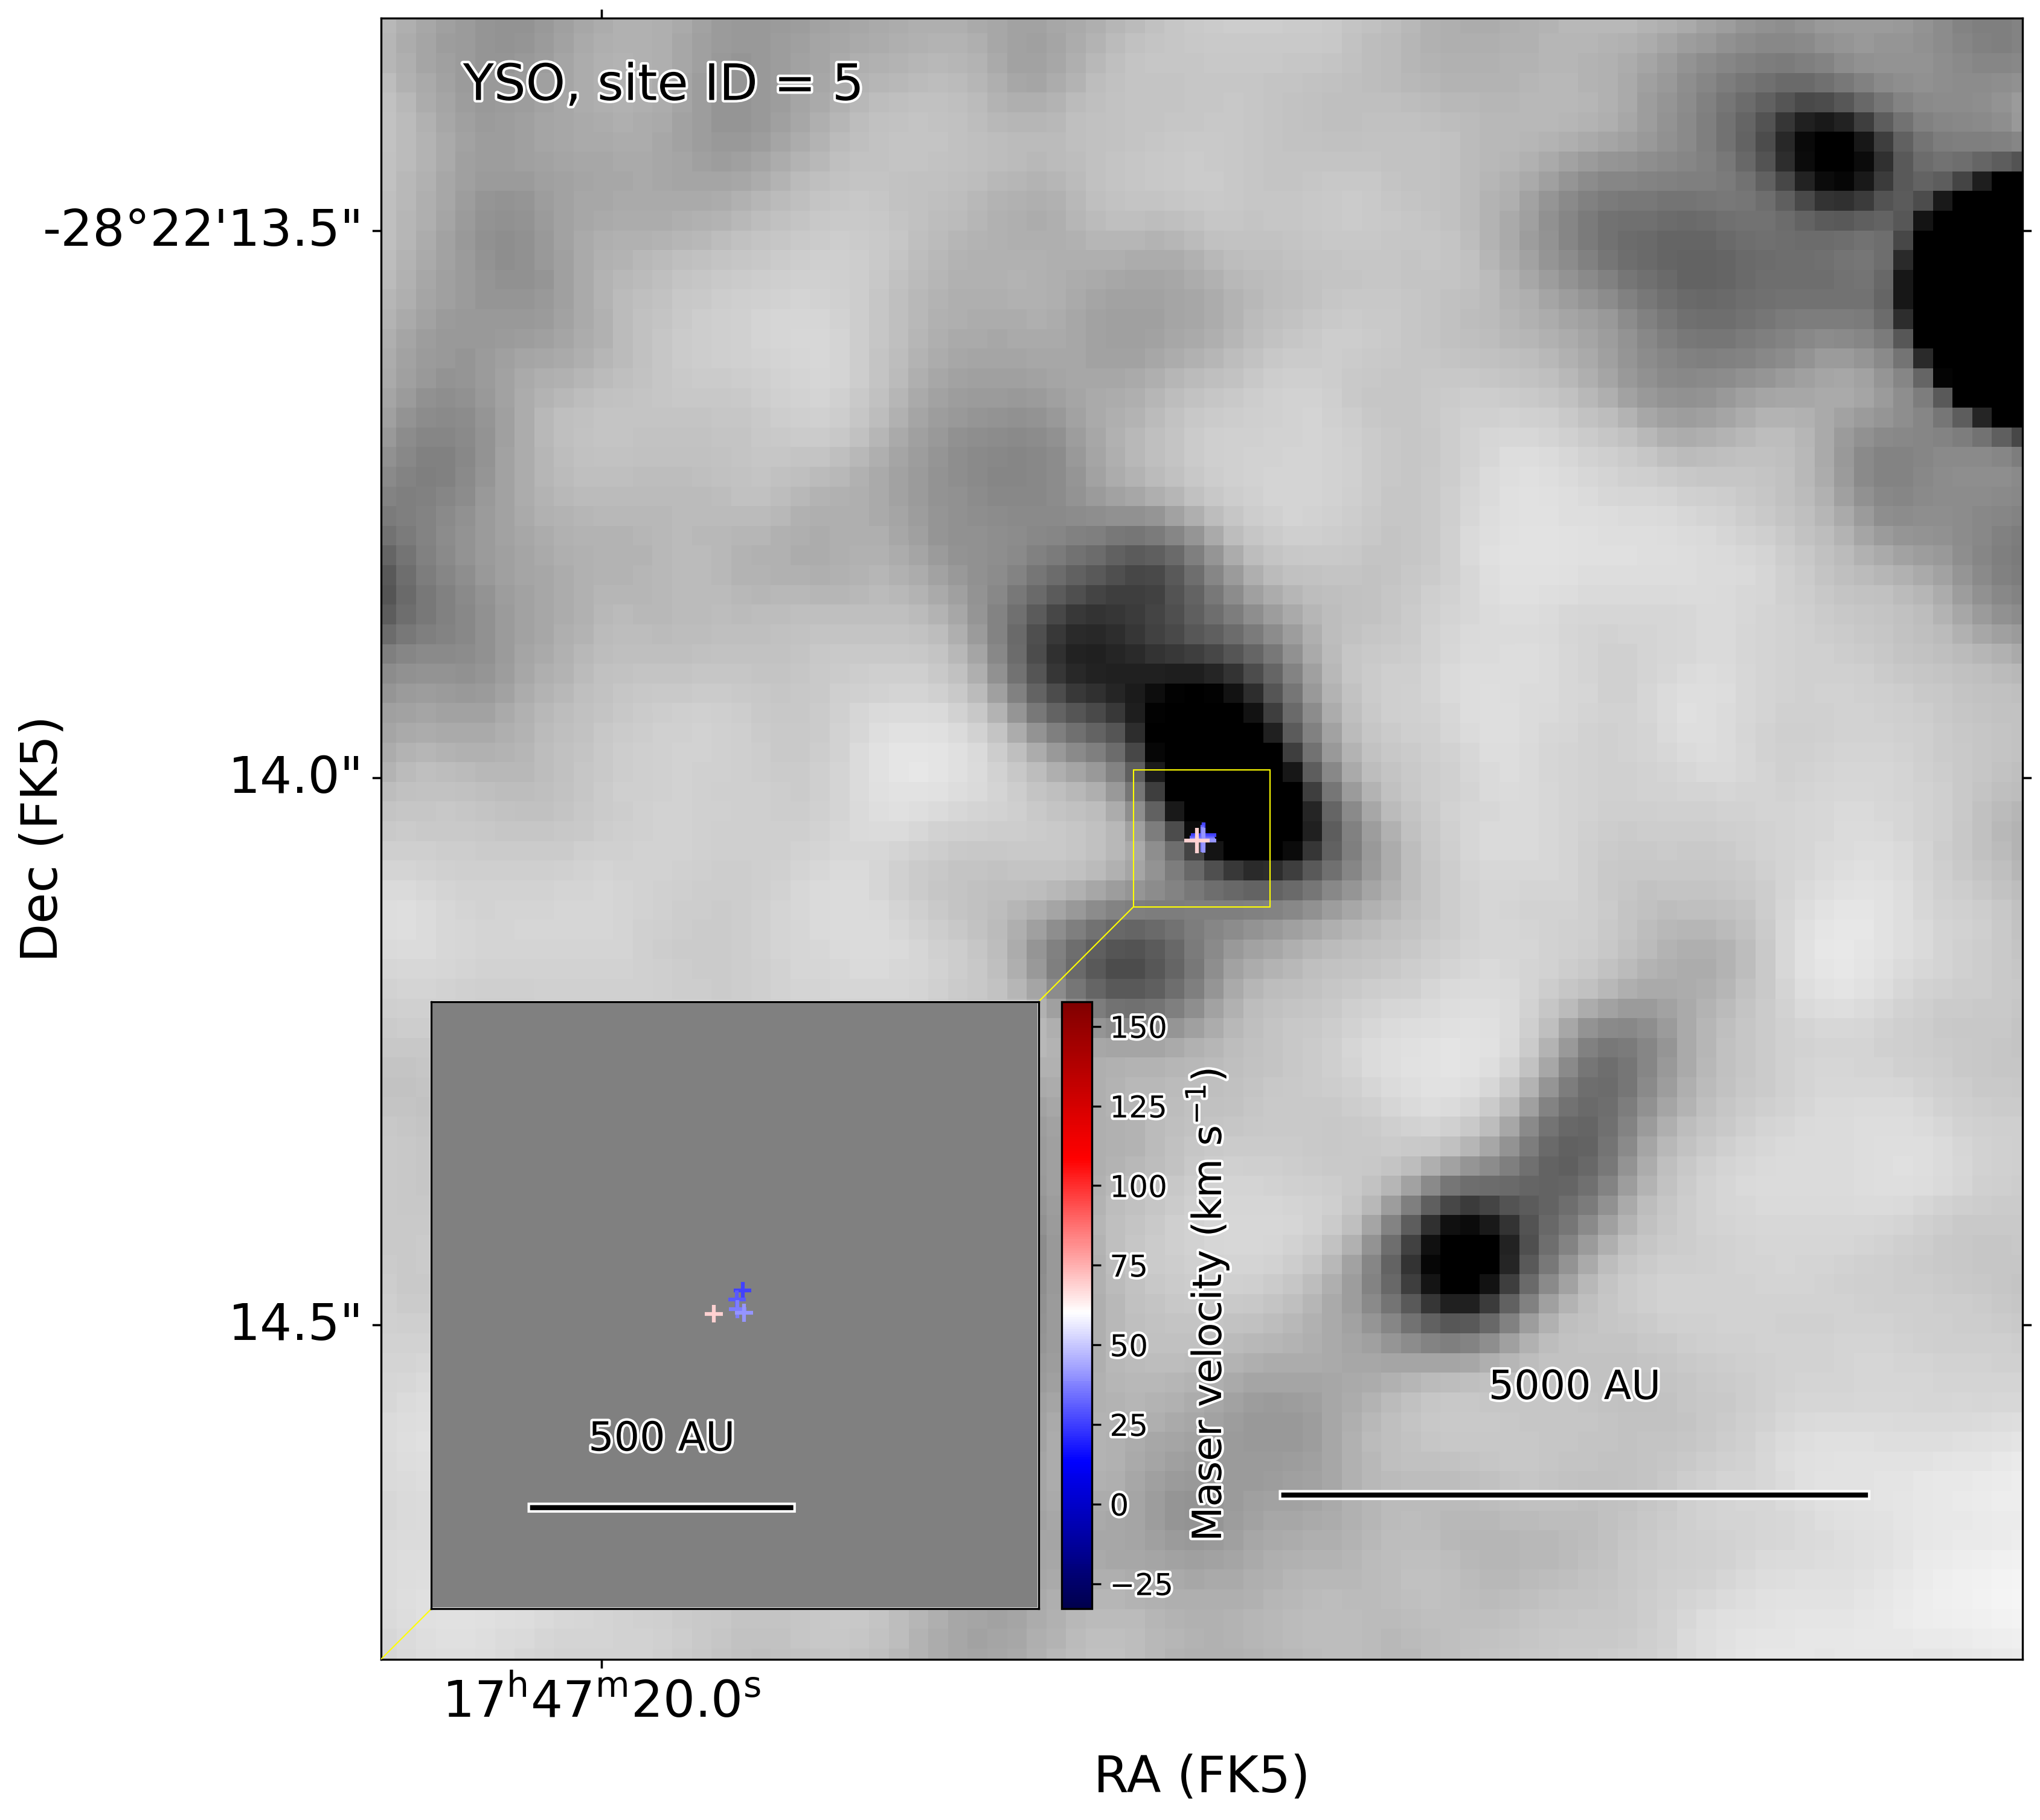 YSO, site ID = 5
-28°22'13.5"
14.0"
14.5"
Dec (FK5)
150
125
100
75
50
25
0
−25
Maser velocity (km s⁻¹)
500 AU
5000 AU
17ʰ47ᵐ20.0ˢ
RA (FK5)